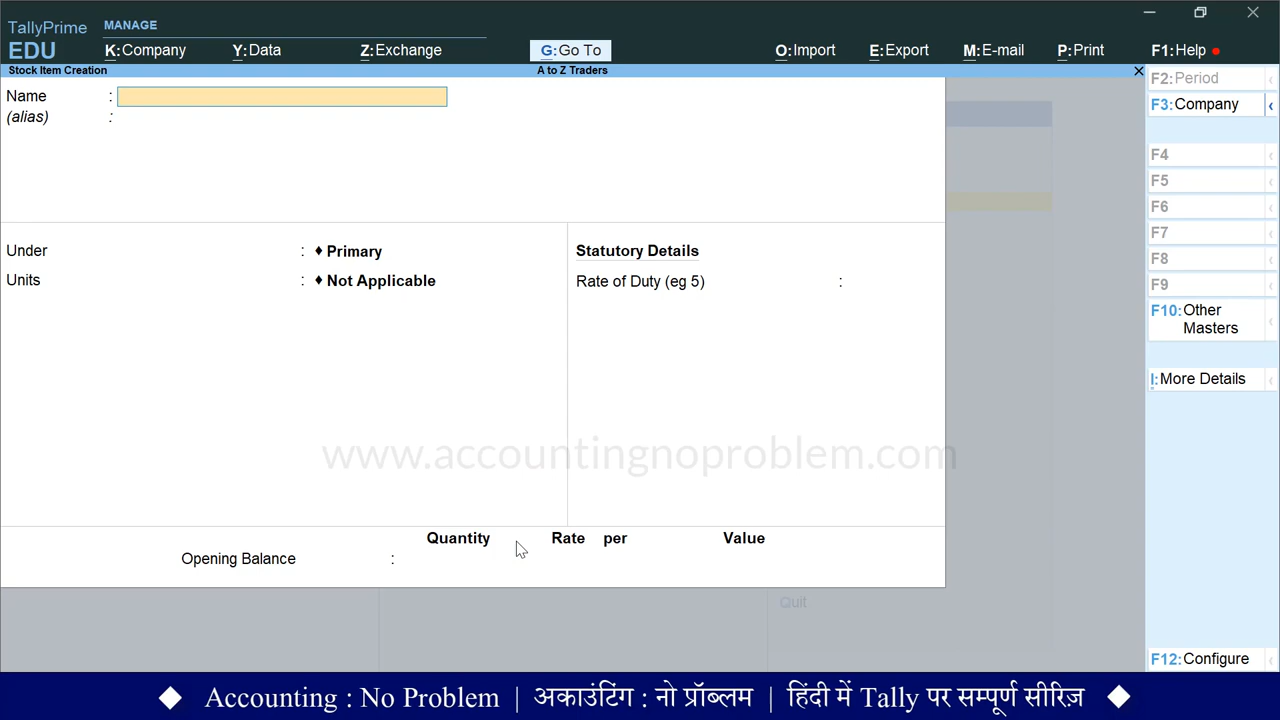 TallyPrime
MANAGE
EDU
K:Company
Y:Data
Z:Exchange
G:Go To
O:Import
E:Export
M:E-mail
P:Print
F1:Help
Stock Item Creation
A to Z Traders
Name :
(alias) :
Under : ♦ Primary
Units : ♦ Not Applicable
Statutory Details
Rate of Duty (eg 5) :
Quantity Rate per Value
Opening Balance :
www.accountingnoproblem.com
Quit
F2:Period
F3:Company
F4
F5
F6
F7
F8
F9
F10:Other
Masters
I:More Details
F12:Configure
◆ Accounting : No Problem | अकाउंटिंग : नो प्रॉब्लम | हिंदी में Tally पर सम्पूर्ण सीरिज़ ◆